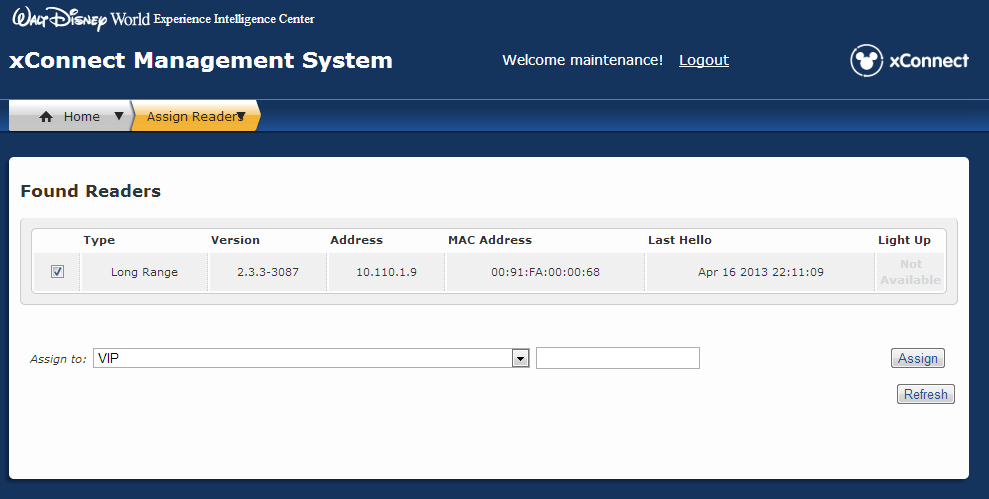 Walt Disney World Experience Intelligence Center
xConnect Management System Welcome maintenance! Logout xConnect
Home Assign Readers
Found Readers
Type Version Address MAC Address Last Hello Light Up
Long Range 2.3.3-3087 10.110.1.9 00:91:FA:00:00:68 Apr 16 2013 22:11:09 Not
Available
Assign to: VIP Assign
Refresh